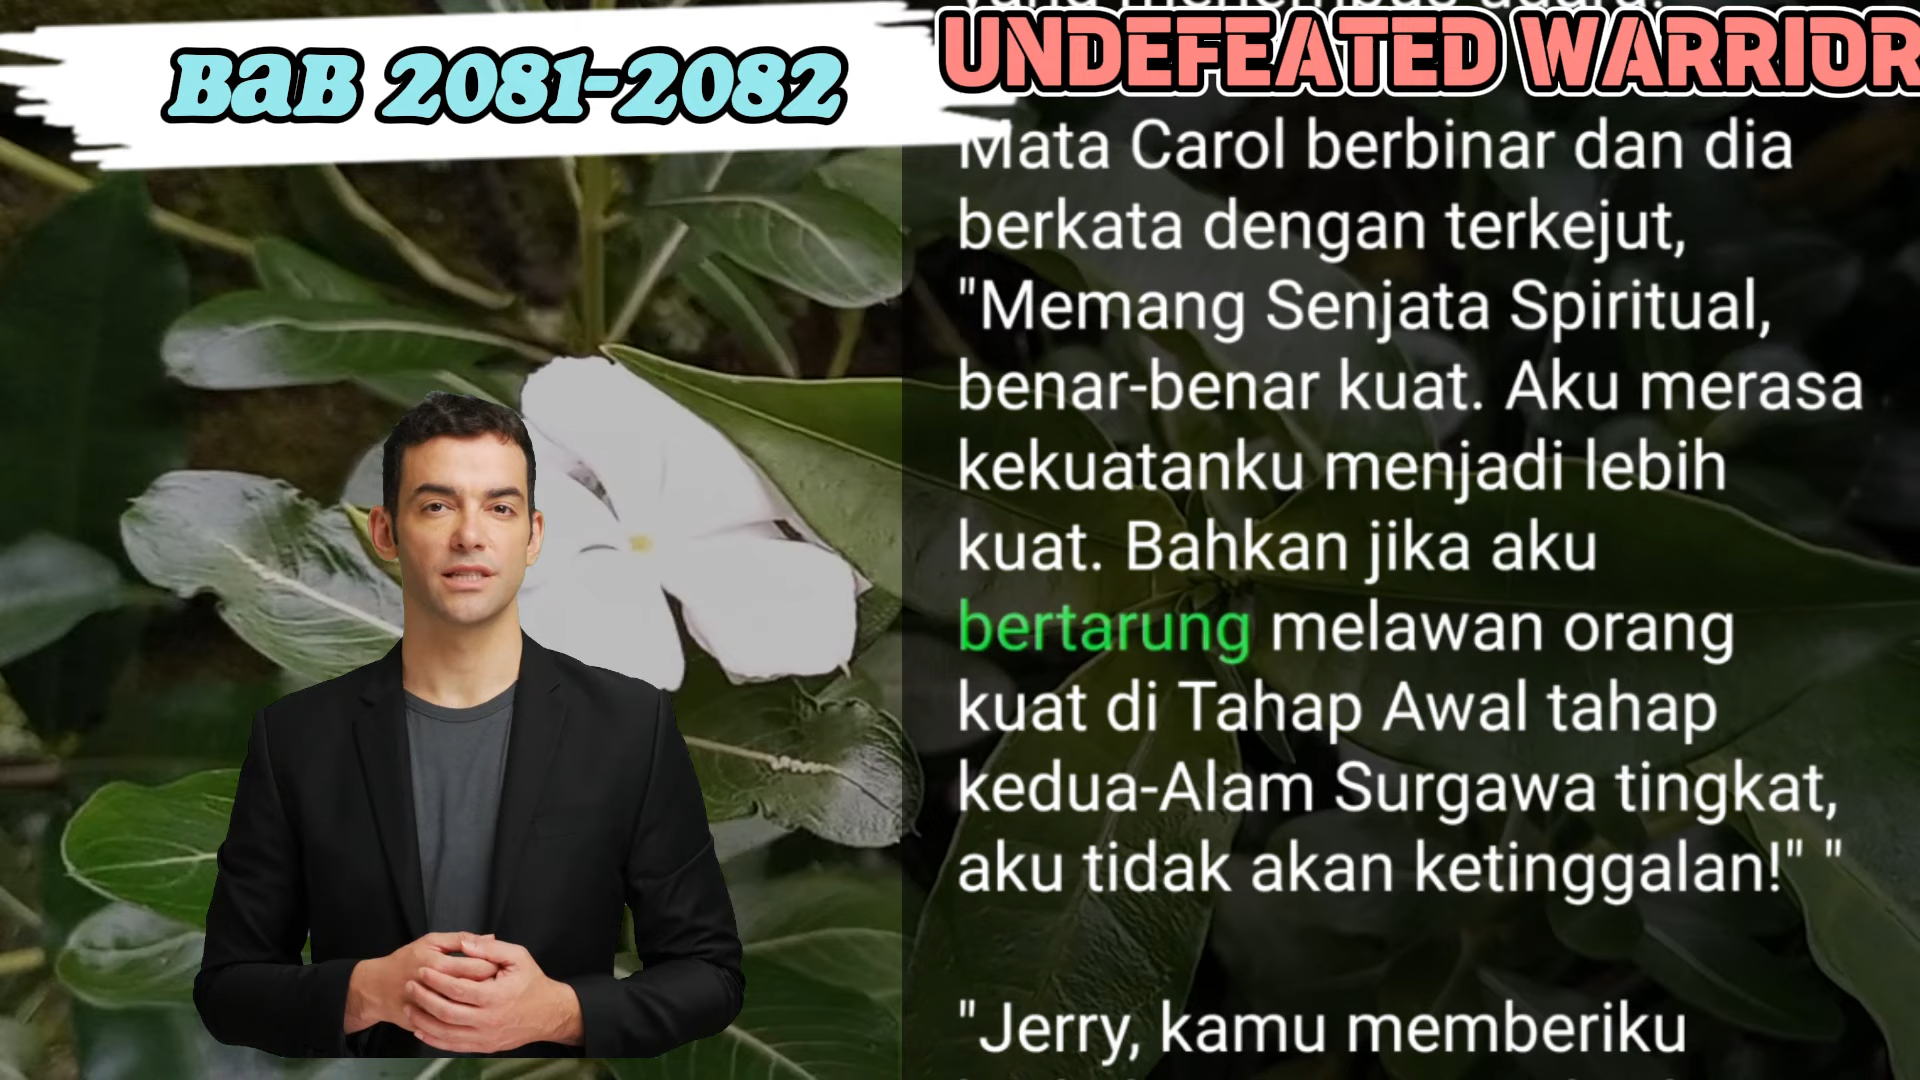 BaB 2081-2082
UNDEFEATED WARRIOR
Mata Carol berbinar dan dia
berkata dengan terkejut,
"Memang Senjata Spiritual,
benar-benar kuat. Aku merasa
kekuatanku menjadi lebih
kuat. Bahkan jika aku
bertarung melawan orang
kuat di Tahap Awal tahap
kedua-Alam Surgawa tingkat,
aku tidak akan ketinggalan!" "
"Jerry, kamu memberiku